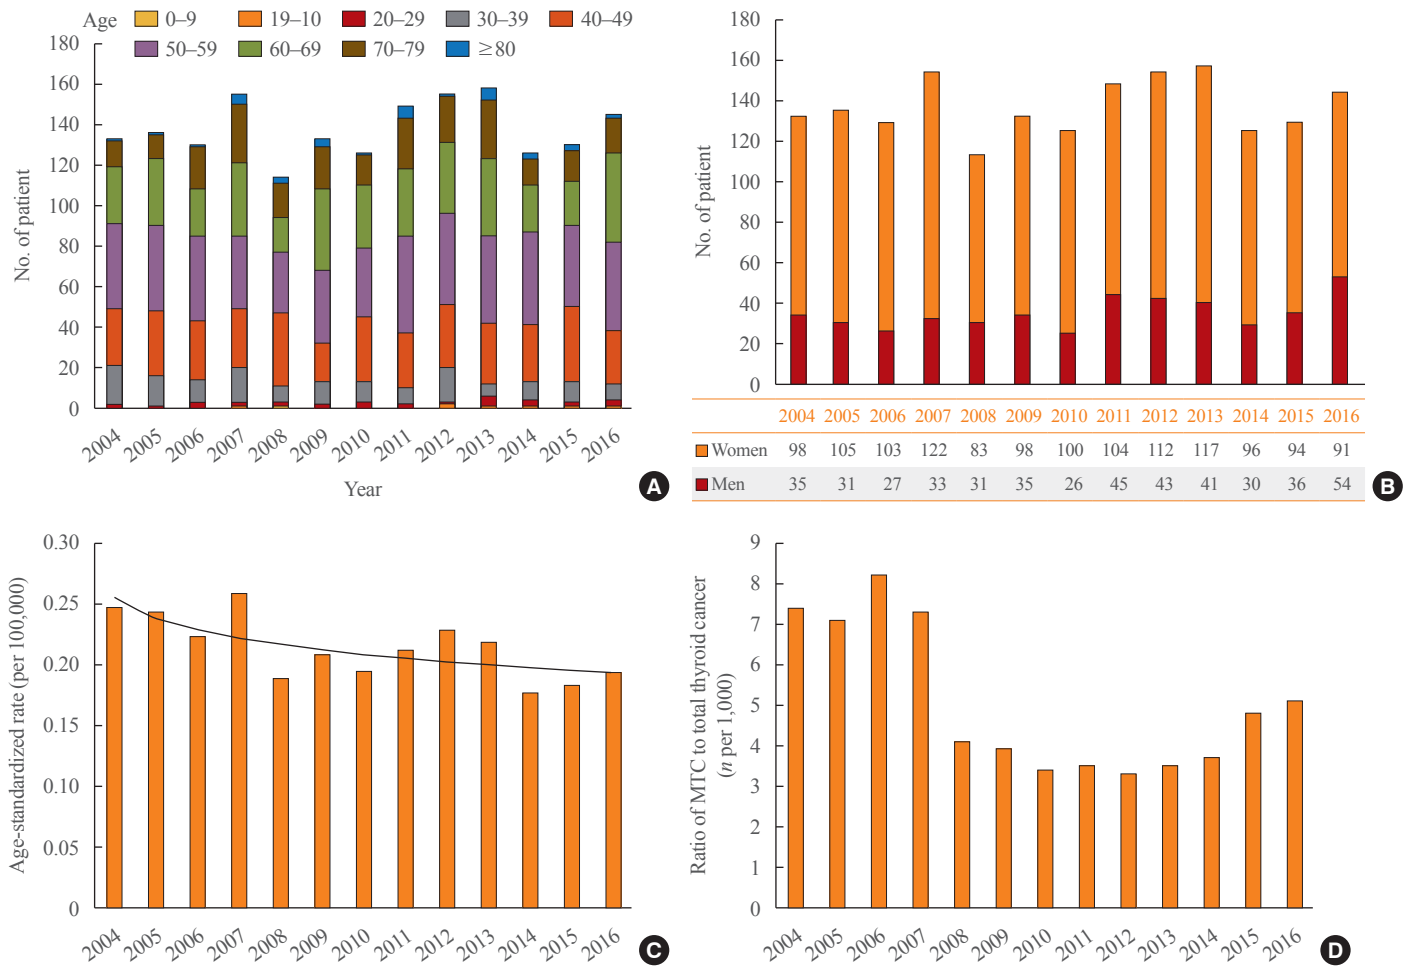 Age 0–9 19–10 20–29 30–39 40–49
50–59 60–69 70–79 ≥80
180
160
140
120
100
80
60
40
20
0
No. of patient
2004 2005 2006 2007 2008 2009 2010 2011 2012 2013 2014 2015 2016
Year
A
180
160
140
120
100
80
60
40
20
0
No. of patient
2004 2005 2006 2007 2008 2009 2010 2011 2012 2013 2014 2015 2016
Women 98 105 103 122 83 98 100 104 112 117 96 94 91
Men 35 31 27 33 31 35 26 45 43 41 30 36 54
B
0.30
0.25
0.20
0.15
0.10
0.05
0
Age-standardized rate (per 100,000)
2004 2005 2006 2007 2008 2009 2010 2011 2012 2013 2014 2015 2016
C
9
8
7
6
5
4
3
2
1
0
Ratio of MTC to total thyroid cancer
(n per 1,000)
2004 2005 2006 2007 2008 2009 2010 2011 2012 2013 2014 2015 2016
D